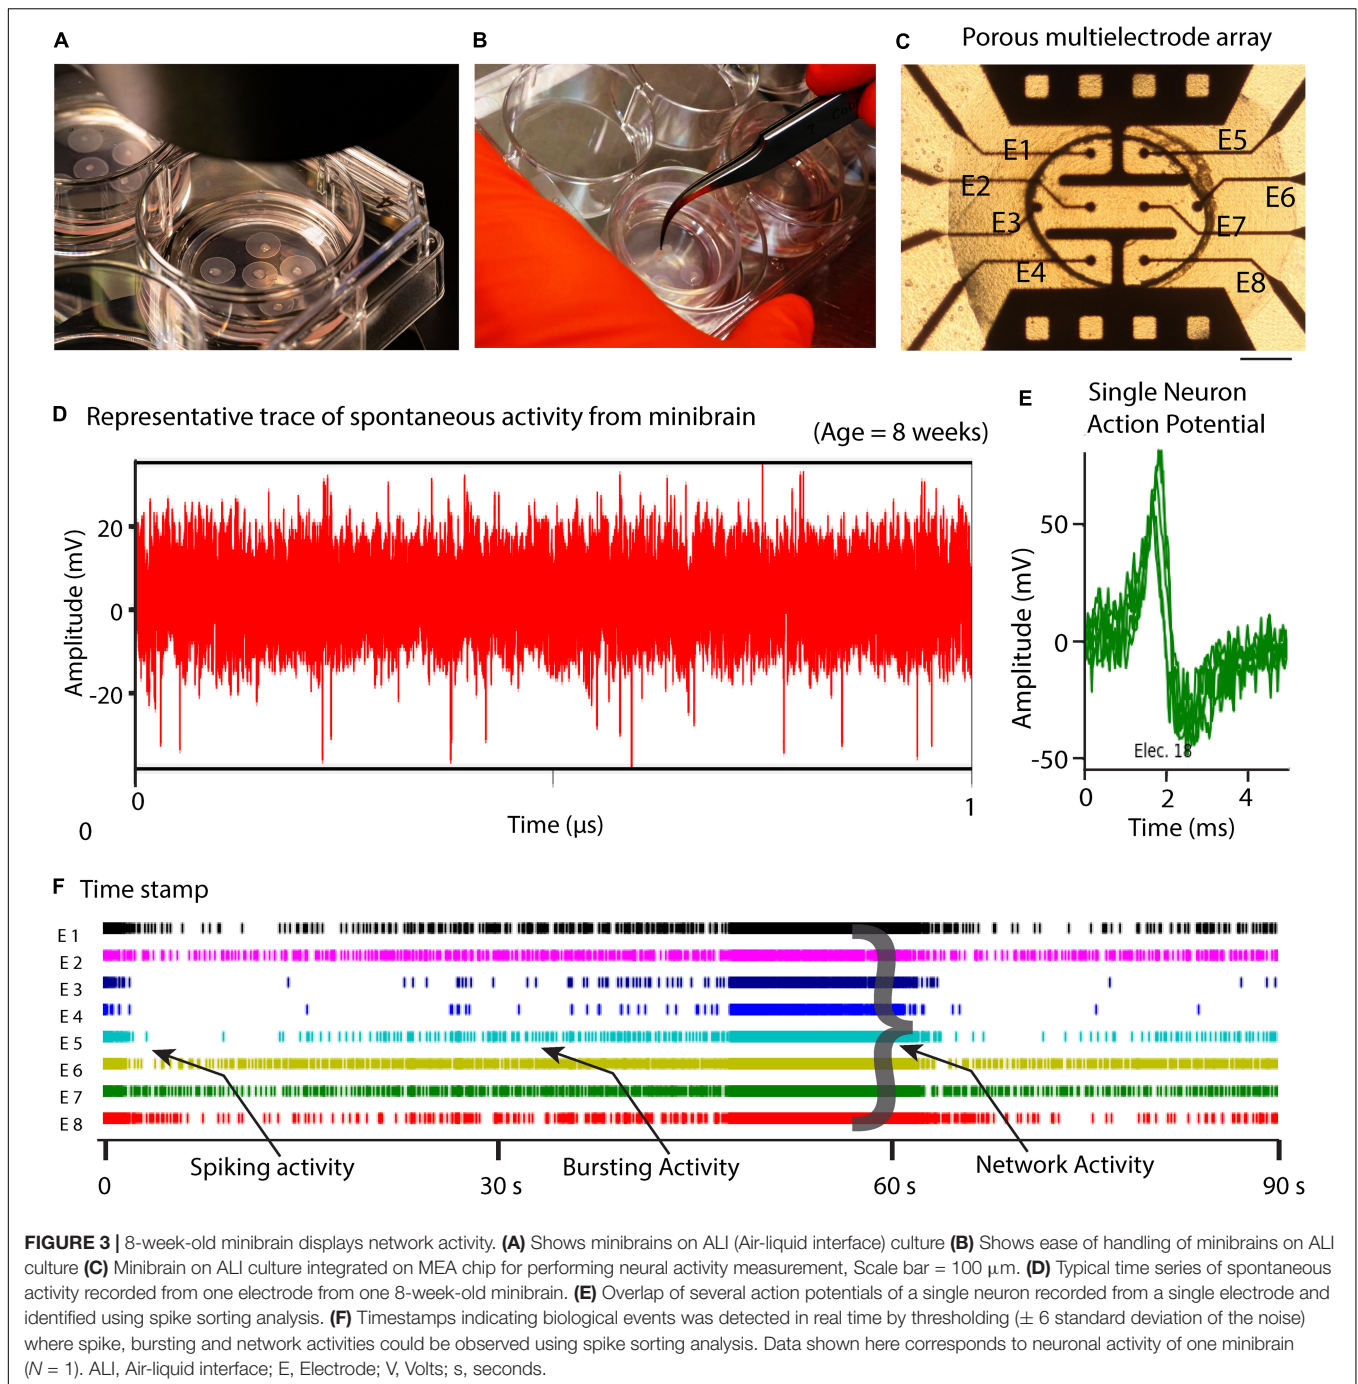 A
B
C
Porous multielectrode array
E1
E2
E3
E4
E5
E6
E7
E8
D Representative trace of spontaneous activity from minibrain
(Age = 8 weeks)
Amplitude (mV)
20
0
-20
0
1
0
Time (µs)
E
Single Neuron
Action Potential
Amplitude (mV)
50
0
-50
Elec. 18
0 2 4
Time (ms)
F Time stamp
E 1
E 2
E 3
E 4
E 5
E 6
E 7
E 8
Spiking activity
Bursting Activity
Network Activity
0 30 s 60 s 90 s
FIGURE 3 | 8-week-old minibrain displays network activity. (A) Shows minibrains on ALI (Air-liquid interface) culture (B) Shows ease of handling of minibrains on ALI
culture (C) Minibrain on ALI culture integrated on MEA chip for performing neural activity measurement, Scale bar = 100 µm. (D) Typical time series of spontaneous
activity recorded from one electrode from one 8-week-old minibrain. (E) Overlap of several action potentials of a single neuron recorded from a single electrode and
identified using spike sorting analysis. (F) Timestamps indicating biological events was detected in real time by thresholding (± 6 standard deviation of the noise)
where spike, bursting and network activities could be observed using spike sorting analysis. Data shown here corresponds to neuronal activity of one minibrain
(N = 1). ALI, Air-liquid interface; E, Electrode; V, Volts; s, seconds.